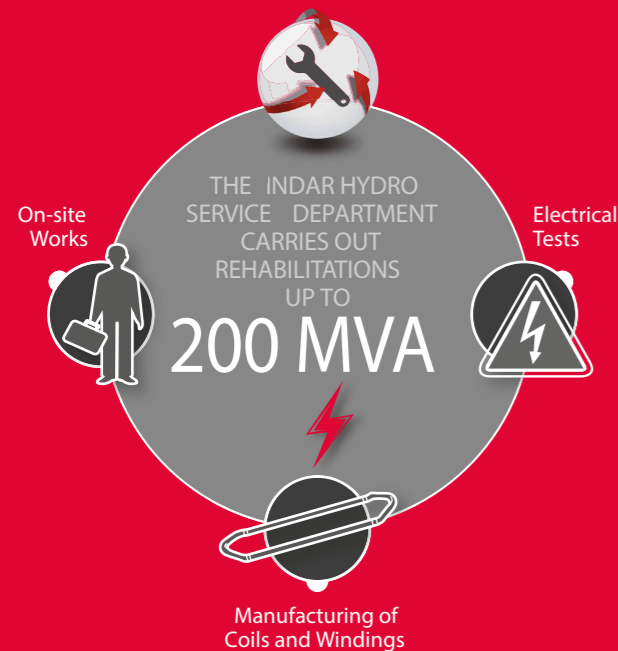 THE INDAR HYDRO
SERVICE DEPARTMENT
CARRIES OUT
REHABILITATIONS
UP TO
200 MVA
On-site
Works
Electrical
Tests
Manufacturing of
Coils and Windings